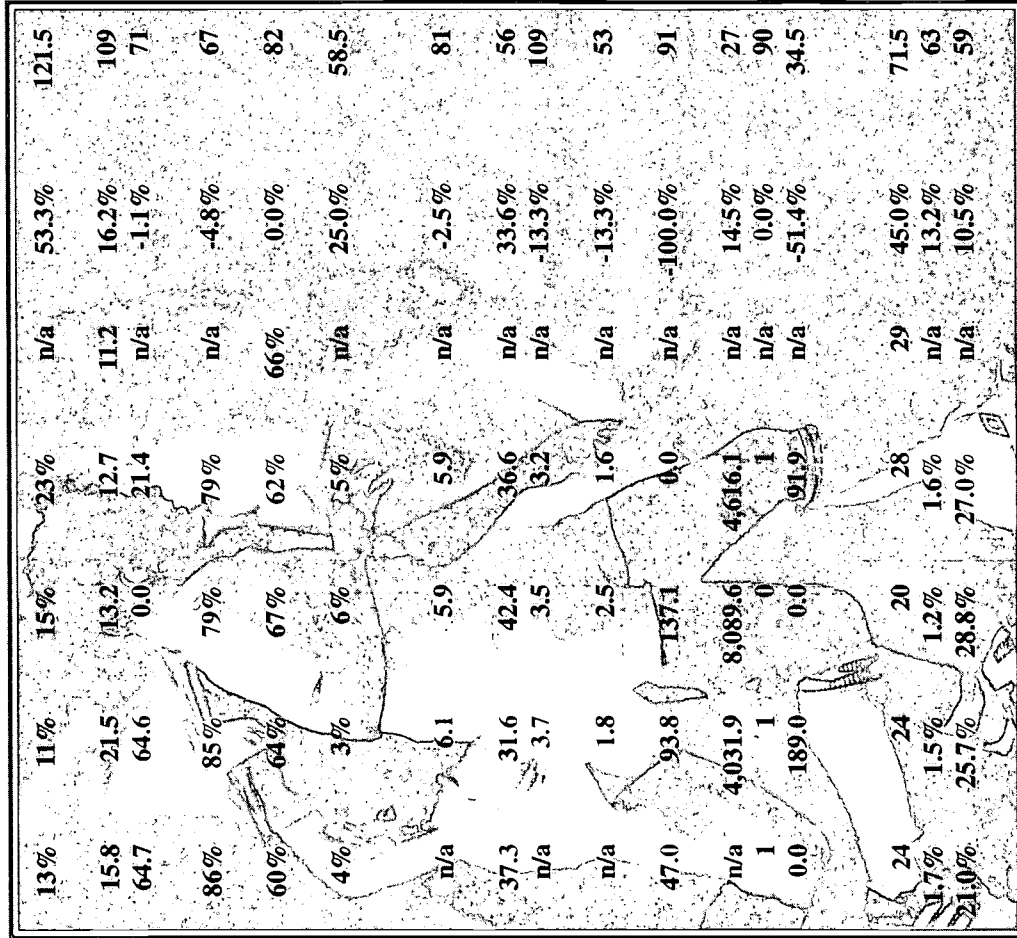 13% 11% 15% 23% n/a 53.3% 121.5
15.8 21.5 13.2 12.7 11.2 16.2% 109
64.7 64.6 0.0 21.4 n/a -1.1% 71
86% 85% 79% 79% n/a -4.8% 67
60% 64% 67% 62% 66% 0.0% 82
4% 3% 6% 5% n/a 25.0% 58.5
n/a 6.1 5.9 5.9 n/a -2.5% 81
37.3 31.6 42.4 36.6 n/a 33.6% 56
n/a 3.7 3.5 3.2 n/a -13.3% 109
n/a 1.8 2.5 1.6 n/a -13.3% 53
47.0 93.8 137.1 0.0 n/a -100.0% 91
n/a 4,031.9 8,089.6 4,616.1 n/a 14.5% 27
1 1 0 1 n/a 0.0% 90
0.0 189.0 0.0 91.9 n/a -51.4% 34.5
24 24 20 28 29 45.0% 71.5
1.7% 1.5% 1.2% 1.6% n/a 13.2% 63
21.0% 25.7% 28.8% 27.0% n/a 10.5% 59